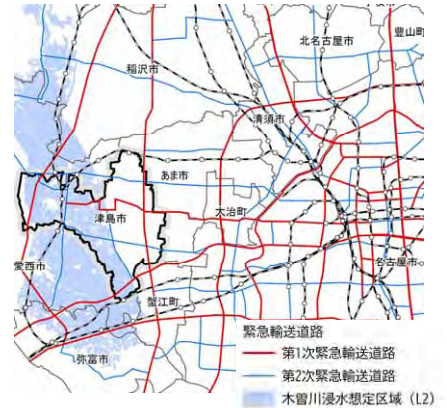 豊山町
北名古屋市
稲沢市
清須市
あま市
大治町
津島市
名古屋市
愛西市
蟹江町
弥富市
緊急輸送道路
第1次緊急輸送道路
第2次緊急輸送道路
木曽川浸水想定区域（L2）